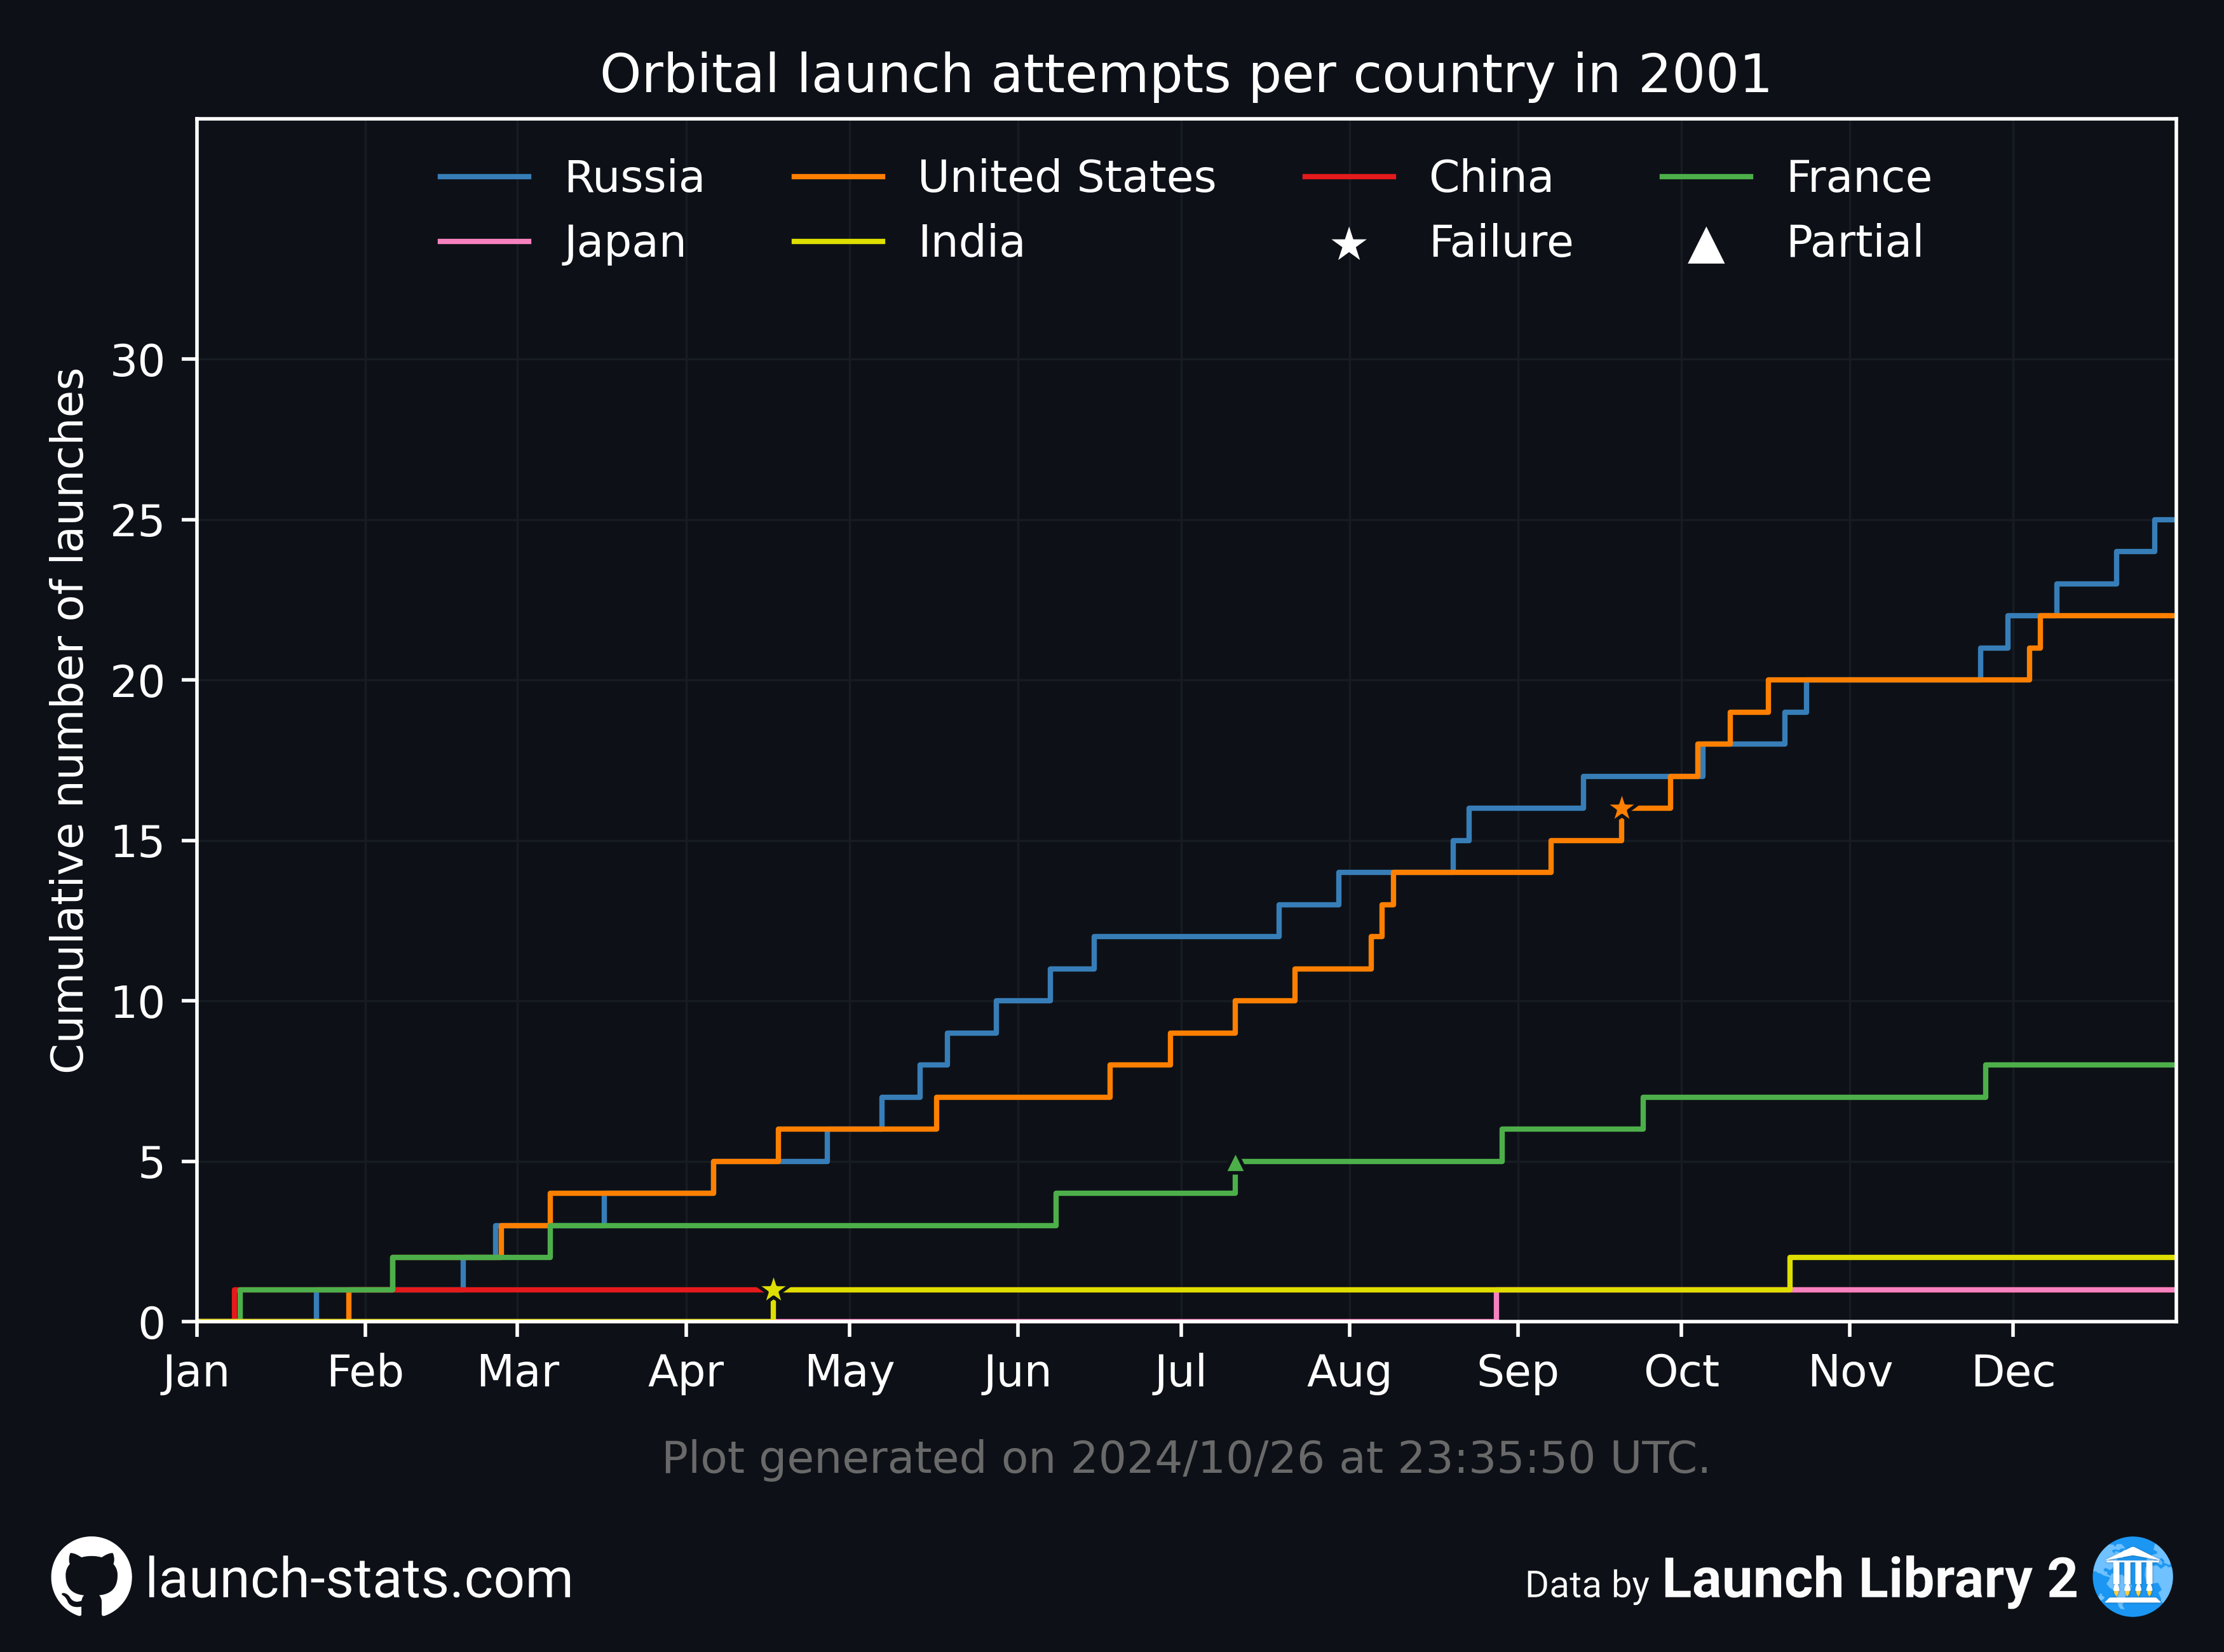 Orbital launch attempts per country in 2001
Russia United States China France
Japan India Failure Partial
Cumulative number of launches
30
25
20
15
10
5
0
Jan Feb Mar Apr May Jun Jul Aug Sep Oct Nov Dec
Plot generated on 2024/10/26 at 23:35:50 UTC.
launch-stats.com
Data by Launch Library 2